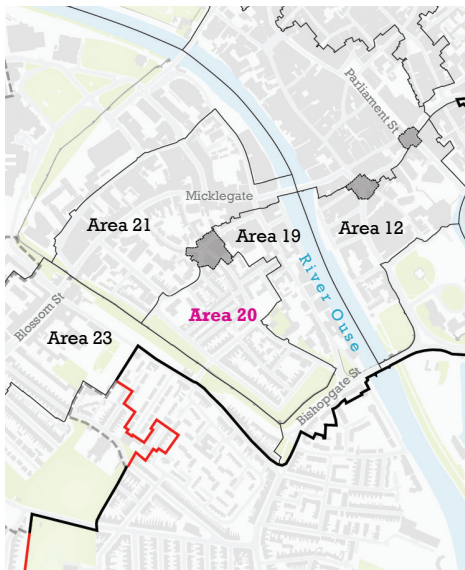 Parliament St
Micklegate
Area 21
Area 19
Area 12
Area 20
River Ouse
Blossom St
Area 23
Bishopgate St